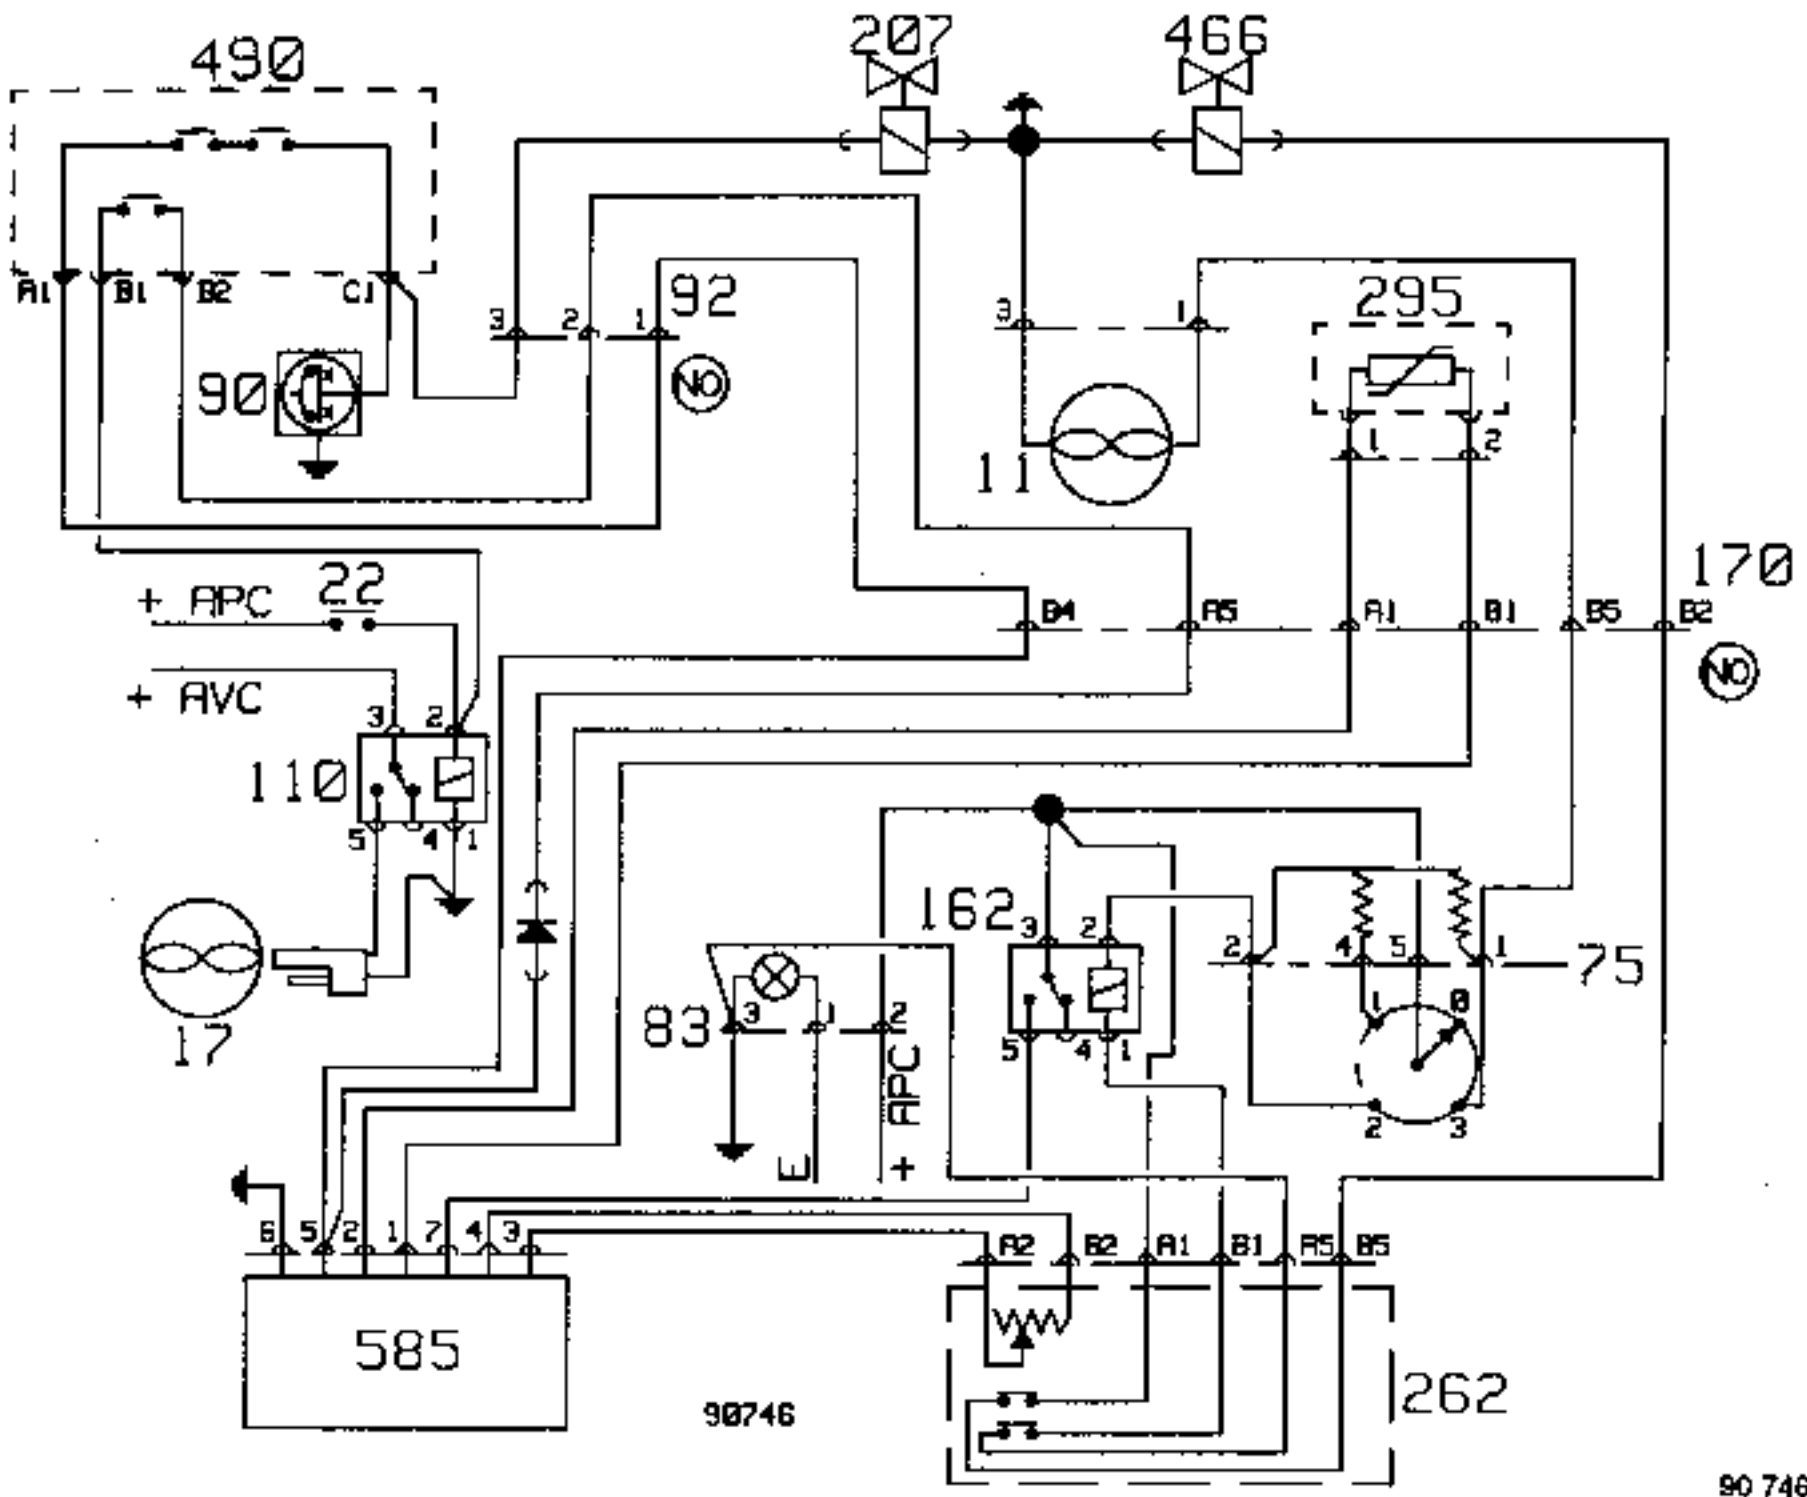 207 466
490
A1 B1 B2 C1
3 2 1 92
NO
90
3 1
295
11
1 2
170
+ APC 22
B4 A5 A1 B1 B5 B2
NO
+ AVC
3 2
110
5 4 1
162
3 2
2 4 5 1 75
17
83 3 1 2
5 4 1
1 0
2 3
E + APC
6 5 2 1 7 4 3
A2 B2 A1 B1 A5 B5
585
262
90746
90 746